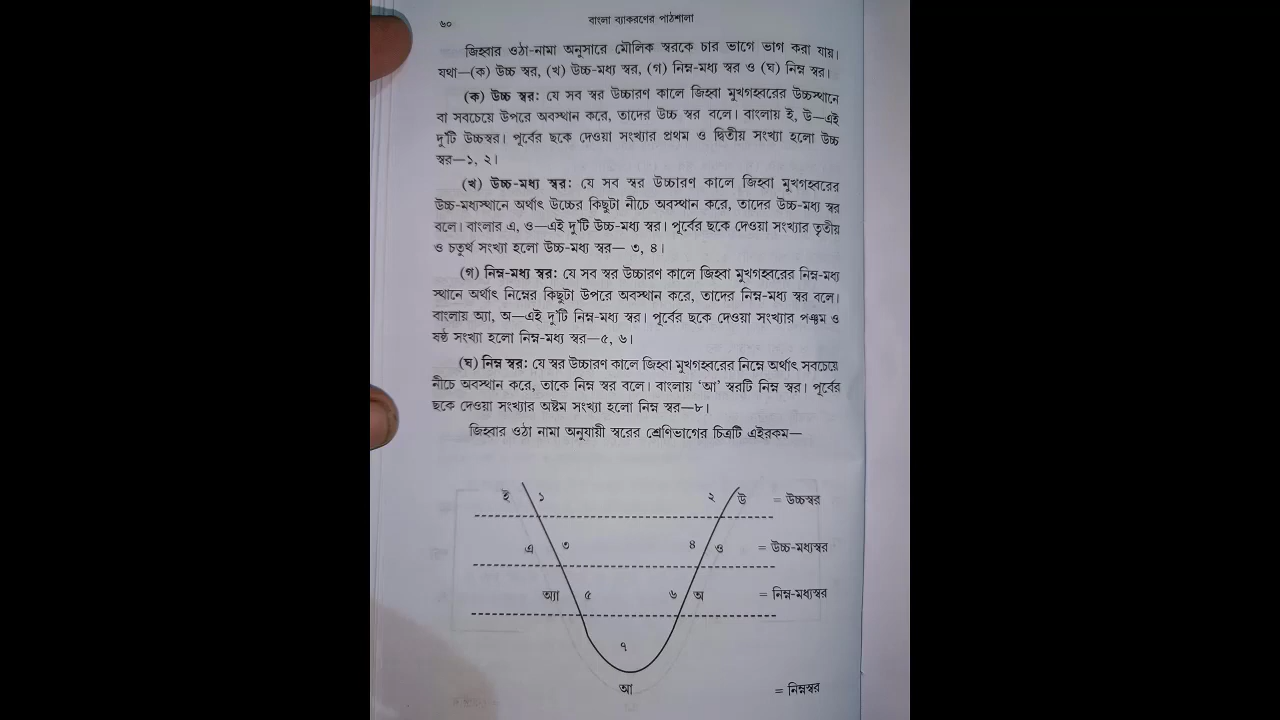 ৬০
বাংলা ব্যাকরণের পাঠশালা
জিহ্বার ওঠা-নামা অনুসারে মৌলিক স্বরকে চার ভাগে ভাগ করা যায়।
যথা—(ক) উচ্চ স্বর, (খ) উচ্চ-মধ্য স্বর, (গ) নিম্ন-মধ্য স্বর ও (ঘ) নিম্ন স্বর।
(ক) উচ্চ স্বর: যে সব স্বর উচ্চারণ কালে জিহ্বা মুখগহ্বরের উচ্চস্থানে
বা সবচেয়ে উপরে অবস্থান করে, তাদের উচ্চ স্বর বলে। বাংলায় ই, উ—এই
দু'টি উচ্চস্বর। পূর্বের ছকে দেওয়া সংখ্যার প্রথম ও দ্বিতীয় সংখ্যা হলো উচ্চ
স্বর—১, ২।
(খ) উচ্চ-মধ্য স্বর: যে সব স্বর উচ্চারণ কালে জিহ্বা মুখগহ্বরের
উচ্চ-মধ্যস্থানে অর্থাৎ উচ্চের কিছুটা নীচে অবস্থান করে, তাদের উচ্চ-মধ্য স্বর
বলে। বাংলার এ, ও—এই দু'টি উচ্চ-মধ্য স্বর। পূর্বের ছকে দেওয়া সংখ্যার তৃতীয়
ও চতুর্থ সংখ্যা হলো উচ্চ-মধ্য স্বর— ৩, ৪।
(গ) নিম্ন-মধ্য স্বর: যে সব স্বর উচ্চারণ কালে জিহ্বা মুখগহ্বরের নিম্ন-মধ্য
স্থানে অর্থাৎ নিম্নের কিছুটা উপরে অবস্থান করে, তাদের নিম্ন-মধ্য স্বর বলে।
বাংলায় অ্যা, অ—এই দু'টি নিম্ন-মধ্য স্বর। পূর্বের ছকে দেওয়া সংখ্যার পঞ্চম ও
ষষ্ঠ সংখ্যা হলো নিম্ন-মধ্য স্বর—৫, ৬।
(ঘ) নিম্ন স্বর: যে স্বর উচ্চারণ কালে জিহ্বা মুখগহ্বরের নিম্নে অর্থাৎ সবচেয়ে
নীচে অবস্থান করে, তাকে নিম্ন স্বর বলে। বাংলায় 'আ' স্বরটি নিম্ন স্বর। পূর্বের
ছকে দেওয়া সংখ্যার অষ্টম সংখ্যা হলো নিম্ন স্বর—৮।
জিহ্বার ওঠা নামা অনুযায়ী স্বরের শ্রেণিভাগের চিত্রটি এইরকম—
ই ১ ২ উ = উচ্চস্বর
এ ৩ ৪ ও = উচ্চ-মধ্যস্বর
অ্যা ৫ ৬ অ = নিম্ন-মধ্যস্বর
৭
আ = নিম্নস্বর